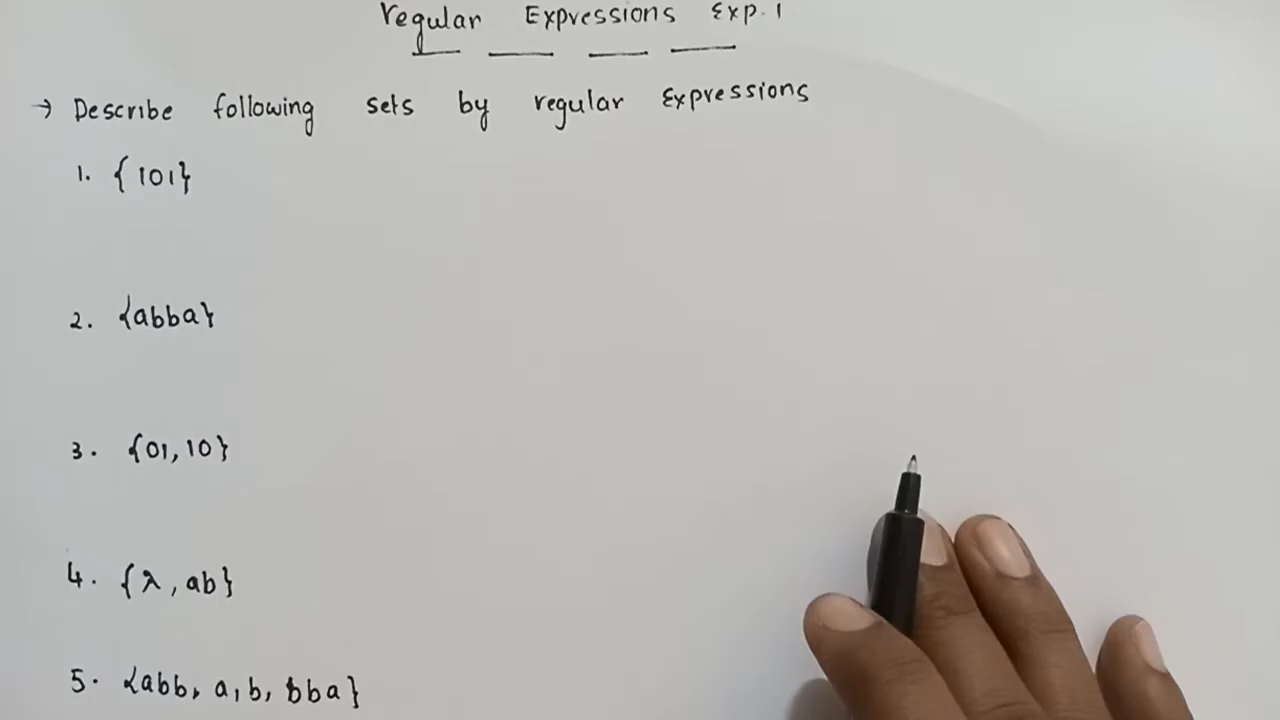 regular Expressions Exp.1
→ Describe following sets by regular Expressions
1. {101}
2. {abba}
3. {01, 10}
4. {λ, ab}
5. {abb, a, b, bba}